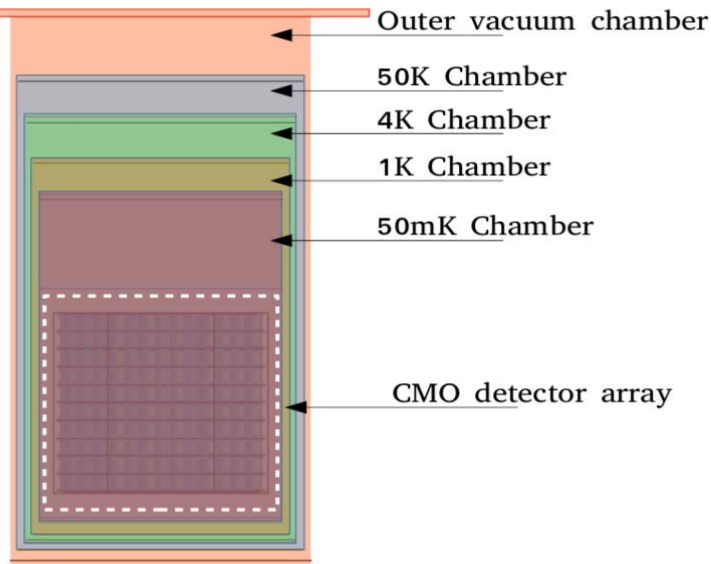 Outer vacuum chamber
50K Chamber
4K Chamber
1K Chamber
50mK Chamber
CMO detector array